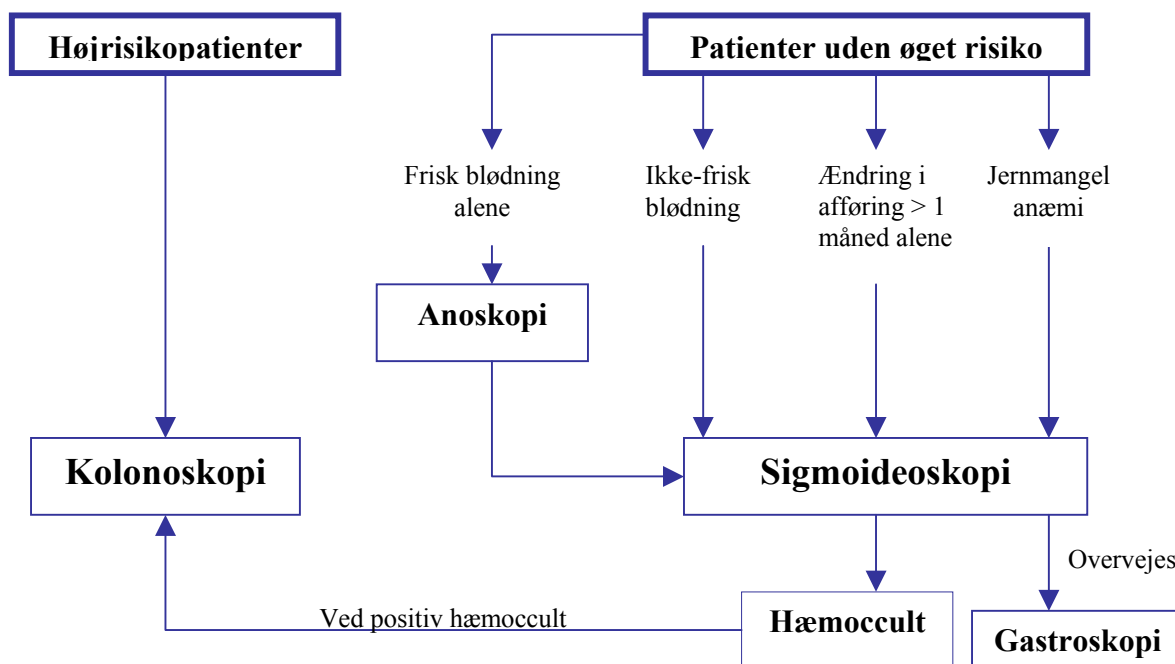 Højrisikopatienter
Patienter uden øget risiko
Frisk blødning
alene
Ikke-frisk
blødning
Ændring i
afføring > 1
måned alene
Jernmangel
anæmi
Anoskopi
Kolonoskopi
Sigmoideoskopi
Overvejes
Ved positiv hæmoccult
Hæmoccult
Gastroskopi